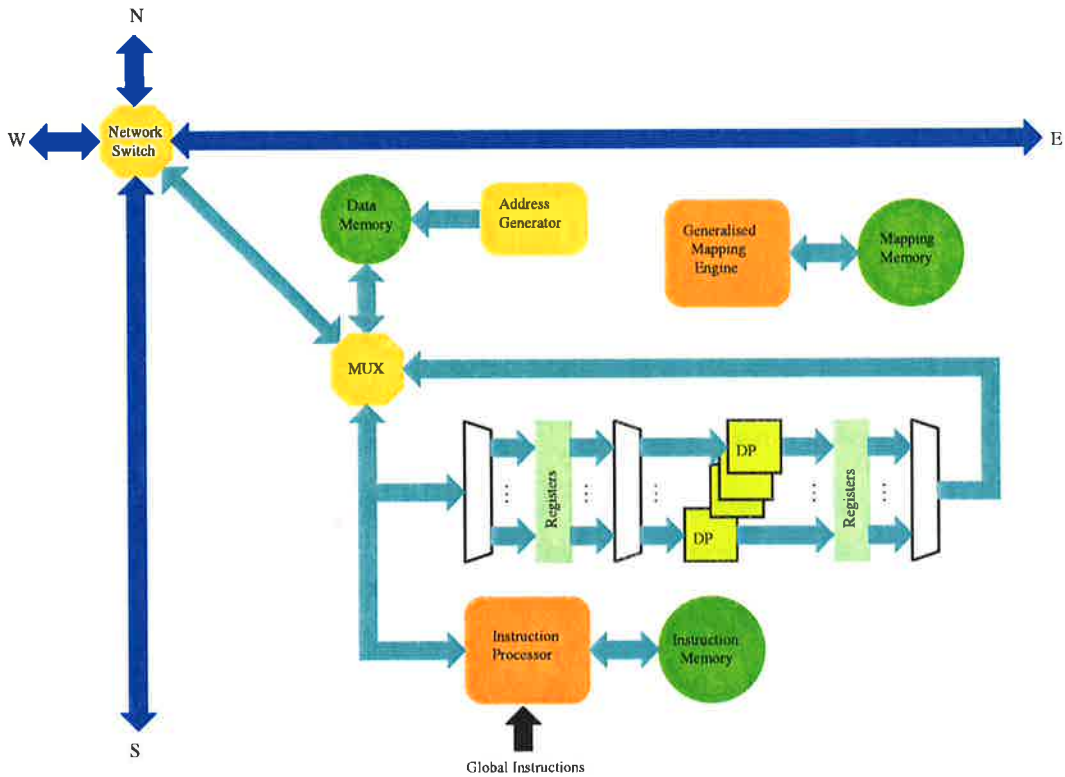 N
W
Network
Switch
E
Data
Memory
Address
Generator
Generalised
Mapping
Engine
Mapping
Memory
MUX
Registers
DP
DP
Registers
Instruction
Processor
Instruction
Memory
S
Global Instructions